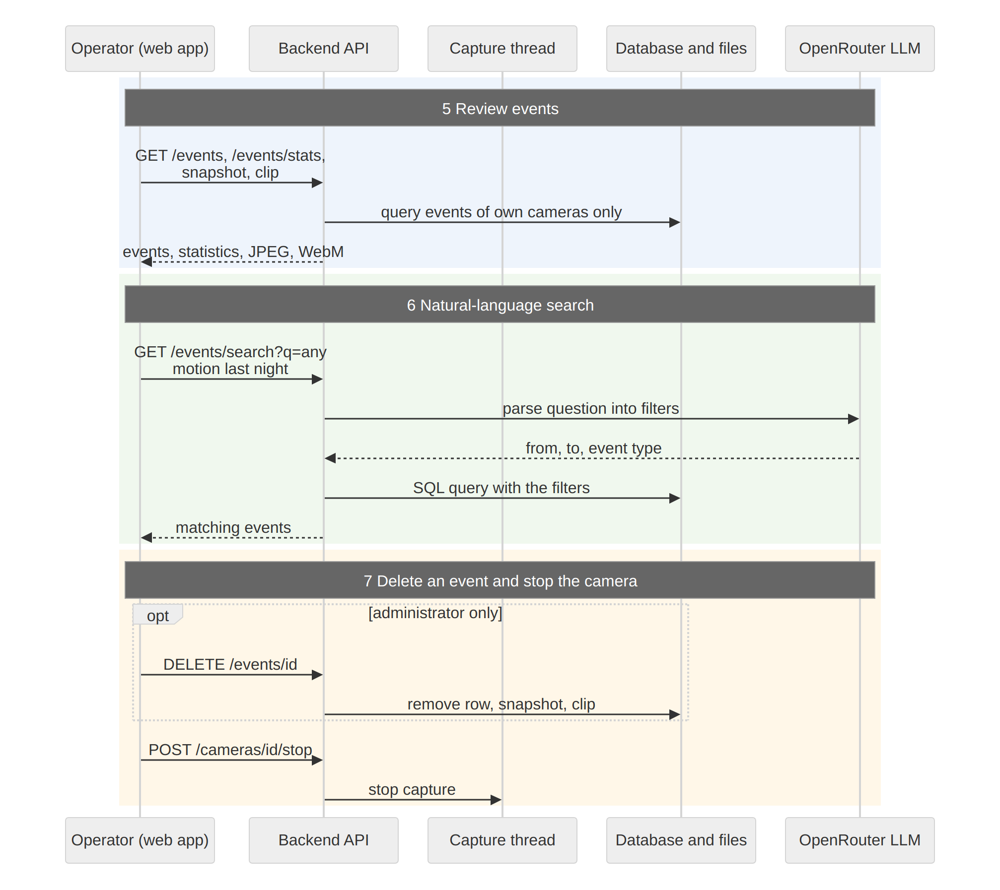 Operator (web app)
Backend API
Capture thread
Database and files
OpenRouter LLM
5 Review events
GET /events, /events/stats,
snapshot, clip
query events of own cameras only
events, statistics, JPEG, WebM
6 Natural-language search
GET /events/search?q=any
motion last night
parse question into filters
from, to, event type
SQL query with the filters
matching events
7 Delete an event and stop the camera
opt
[administrator only]
DELETE /events/id
remove row, snapshot, clip
POST /cameras/id/stop
stop capture
Operator (web app)
Backend API
Capture thread
Database and files
OpenRouter LLM